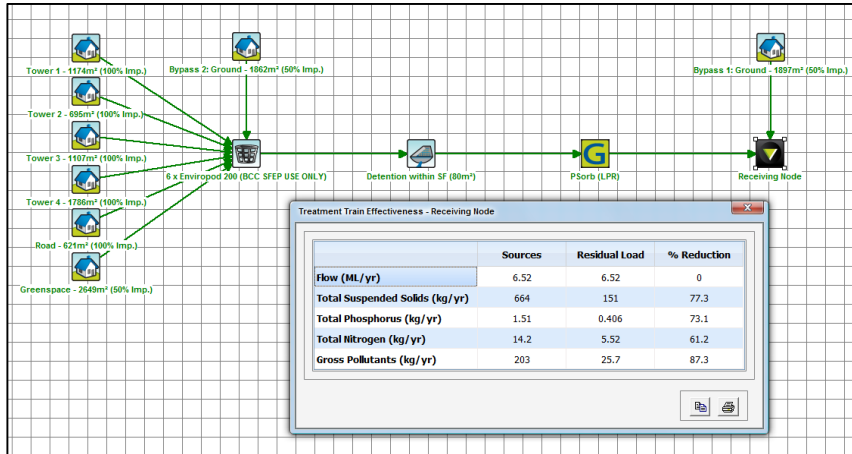 Tower 1 - 1174m² (100% Imp.)
Bypass 2: Ground - 1862m² (50% Imp.)
Bypass 1: Ground - 1897m² (50% Imp.)
Tower 2 - 695m² (100% Imp.)
Tower 3 - 1107m² (100% Imp.)
6 x Enviropod 200 (BCC SFEP USE ONLY)
Detention within SF (80m²)
G
PSorb (LPR)
Receiving Node
Tower 4 - 1786m² (100% Imp.)
Road - 621m² (100% Imp.)
Greenspace - 2649m² (50% Imp.)
Treatment Train Effectiveness - Receiving Node
Sources Residual Load % Reduction
Flow (ML/yr) 6.52 6.52 0
Total Suspended Solids (kg/yr) 664 151 77.3
Total Phosphorus (kg/yr) 1.51 0.406 73.1
Total Nitrogen (kg/yr) 14.2 5.52 61.2
Gross Pollutants (kg/yr) 203 25.7 87.3